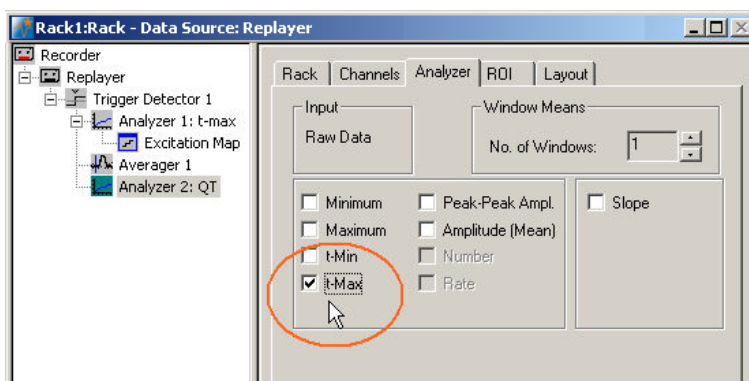 Rack1:Rack - Data Source: Replayer
Recorder
Replayer
Trigger Detector 1
Analyzer 1: t-max
Excitation Map
Averager 1
Analyzer 2: QT
Rack Channels Analyzer ROI Layout
Input
Raw Data
Window Means
No. of Windows: 1
Minimum
Maximum
t-Min
t-Max
Peak-Peak Ampl.
Amplitude (Mean)
Number
Rate
Slope